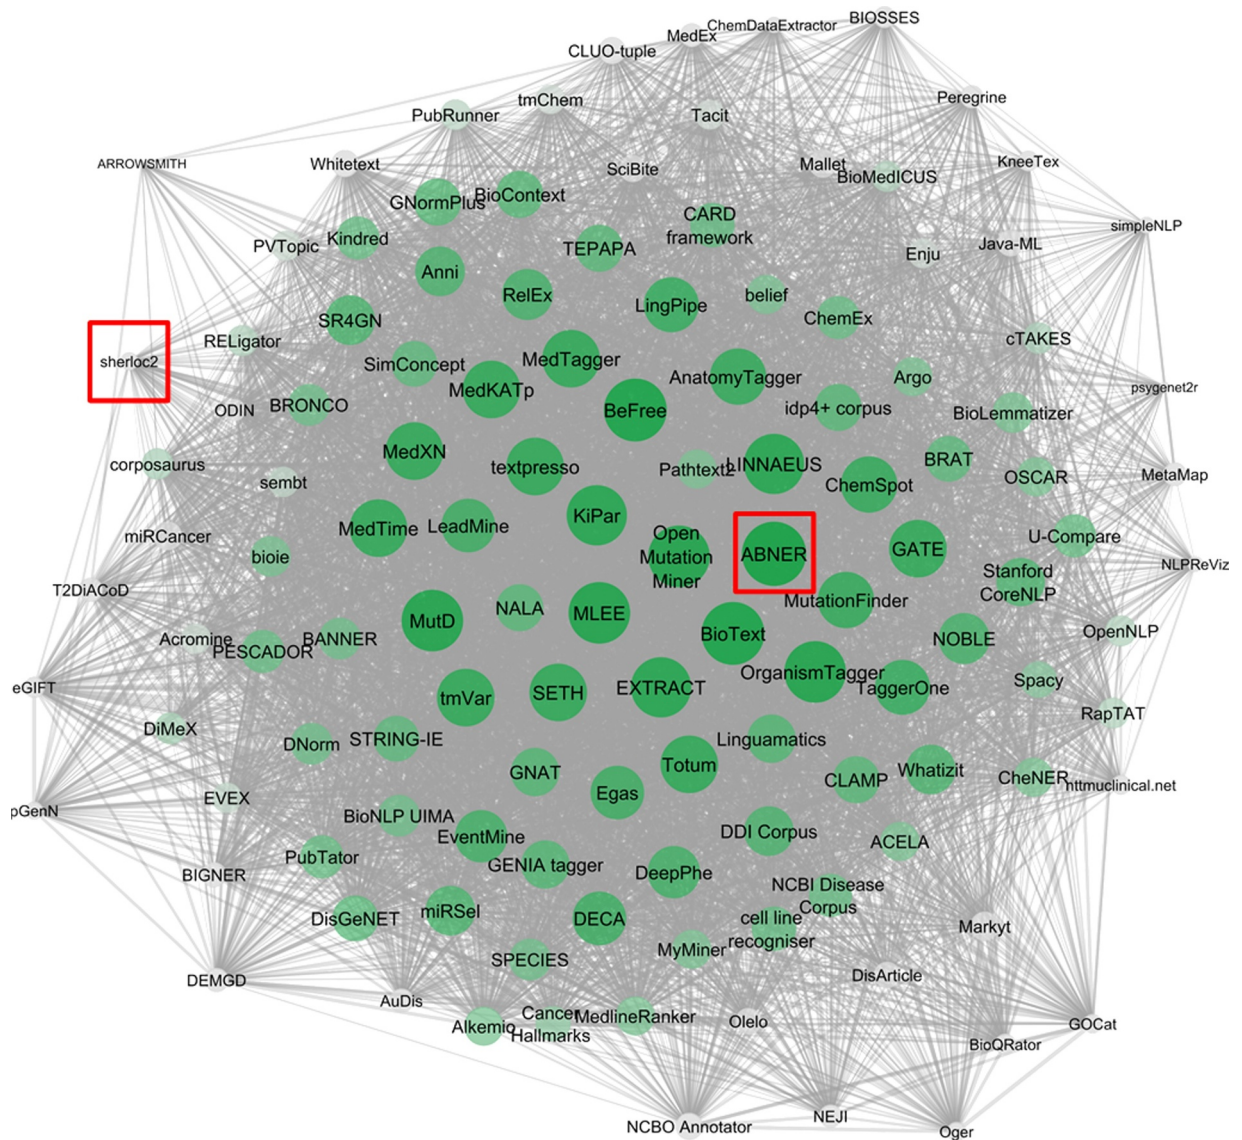 BIOSSES
ChemDataExtractor
MedEx
CLUO-tuple
Peregrine
tmChem
PubRunner
Tacit
ARROWSMITH
Whitetext
SciBite
Mallet
BioMedICUS
KneeTex
GNormPlus
BioContext
CARD
framework
simpleNLP
PVTopic
Kindred
TEPAPA
Enju
Java-ML
Anni
RelEx
LingPipe
belief
ChemEx
SR4GN
RELigator
cTAKES
sherloc2
SimConcept
MedTagger
MedKATp
AnatomyTagger
Argo
psygenet2r
ODIN
BRONCO
BeFree
idp4+ corpus
BioLemmatizer
corposaurus
MedXN
textpresso
Pathtext2
LINNAEUS
BRAT
ChemSpot
OSCAR
MetaMap
sembt
miRCancer
MedTime
LeadMine
KiPar
Open
Mutation
Miner
ABNER
GATE
U-Compare
bioie
Stanford
CoreNLP
NLPReViz
T2DiACoD
NALA
MLEE
MutationFinder
MutD
BioText
Acromine
PESCADOR
BANNER
NOBLE
OpenNLP
eGIFT
tmVar
SETH
EXTRACT
OrganismTagger
TaggerOne
Spacy
RapTAT
DiMeX
DNorm
STRING-IE
Linguamatics
GNAT
Totum
Egas
CLAMP
Whatizit
CheNER
httmuclinical.net
pGenN
EVEX
BioNLP UIMA
EventMine
DDI Corpus
ACELA
PubTator
GENIA tagger
DeepPhe
BIGNER
NCBI Disease
Corpus
DisGeNET
miRSel
DECA
cell line
recogniser
Markyt
MyMiner
SPECIES
DisArticle
DEMGD
AuDis
Alkemio
Cancer
Hallmarks
MedlineRanker
Olelo
GOCat
BioQRator
NCBO Annotator
NEJI
Oger